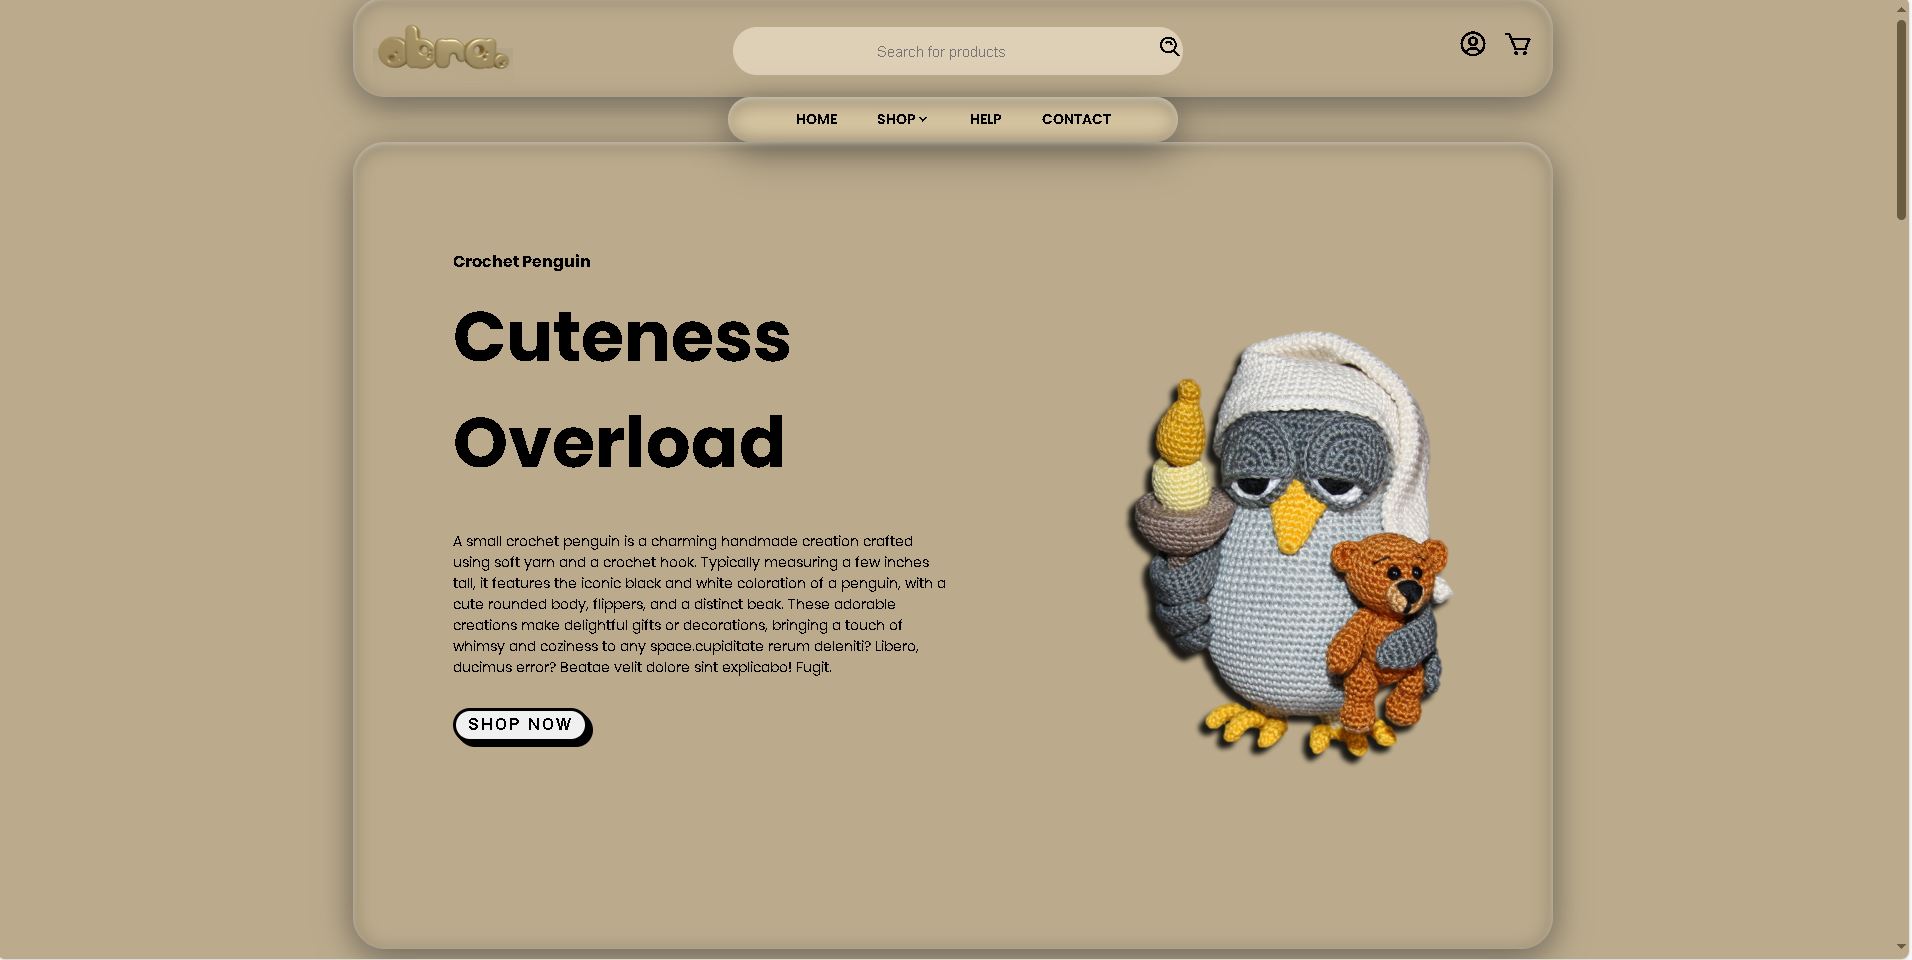 abra.
Search for products
HOME SHOP HELP CONTACT
Crochet Penguin
Cuteness
Overload
A small crochet penguin is a charming handmade creation crafted
using soft yarn and a crochet hook. Typically measuring a few inches
tall, it features the iconic black and white coloration of a penguin, with a
cute rounded body, flippers, and a distinct beak. These adorable
creations make delightful gifts or decorations, bringing a touch of
whimsy and coziness to any space.cupiditate rerum deleniti? Libero,
ducimus error? Beatae velit dolore sint explicabo! Fugit.
SHOP NOW